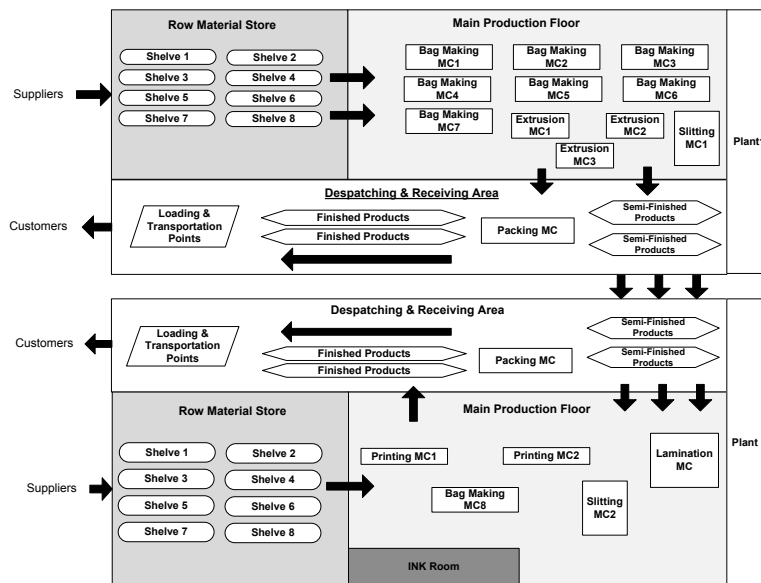 Row Material Store
Main Production Floor
Shelve 1
Shelve 2
Shelve 3
Shelve 4
Shelve 5
Shelve 6
Shelve 7
Shelve 8
Suppliers
Bag Making
MC1
Bag Making
MC2
Bag Making
MC3
Bag Making
MC4
Bag Making
MC5
Bag Making
MC6
Bag Making
MC7
Extrusion
MC1
Extrusion
MC2
Extrusion
MC3
Slitting
MC1
Plant1
Despatching & Receiving Area
Customers
Loading &
Transportation
Points
Finished Products
Finished Products
Packing MC
Semi-Finished
Products
Semi-Finished
Products
Despatching & Receiving Area
Customers
Loading &
Transportation
Points
Finished Products
Finished Products
Packing MC
Semi-Finished
Products
Semi-Finished
Products
Row Material Store
Main Production Floor
Shelve 1
Shelve 2
Shelve 3
Shelve 4
Shelve 5
Shelve 6
Shelve 7
Shelve 8
Suppliers
Printing MC1
Printing MC2
Lamination
MC
Bag Making
MC8
Slitting
MC2
Plant
INK Room